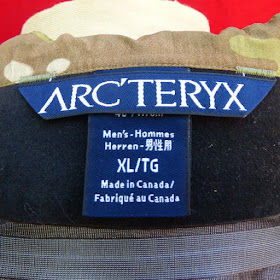 ARC'TERYX
Men's-Hommes
Herren-男性用
XL/TG
Made in Canada/
Fabriqué au Canada